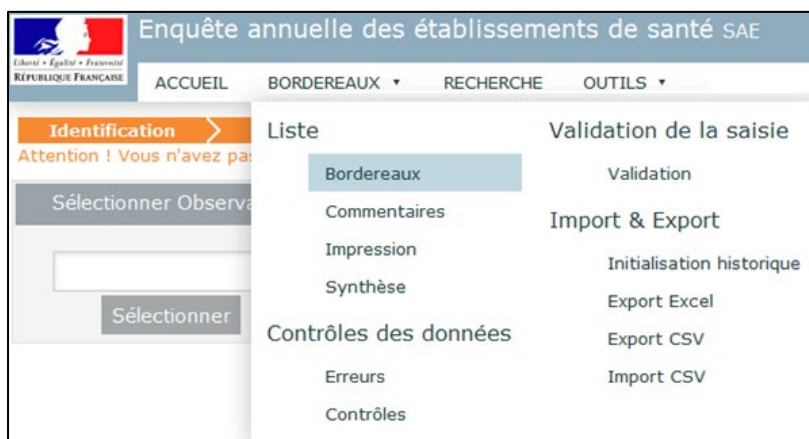 Enquête annuelle des établissements de santé SAE
Liberté • Égalité • Fraternité
RÉPUBLIQUE FRANÇAISE
ACCUEIL BORDEREAUX ▾ RECHERCHE OUTILS ▾
Identification
Attention ! Vous n'avez pas
Sélectionner Observa
Sélectionner
Liste
Bordereaux
Commentaires
Impression
Synthèse
Contrôles des données
Erreurs
Contrôles
Validation de la saisie
Validation
Import & Export
Initialisation historique
Export Excel
Export CSV
Import CSV